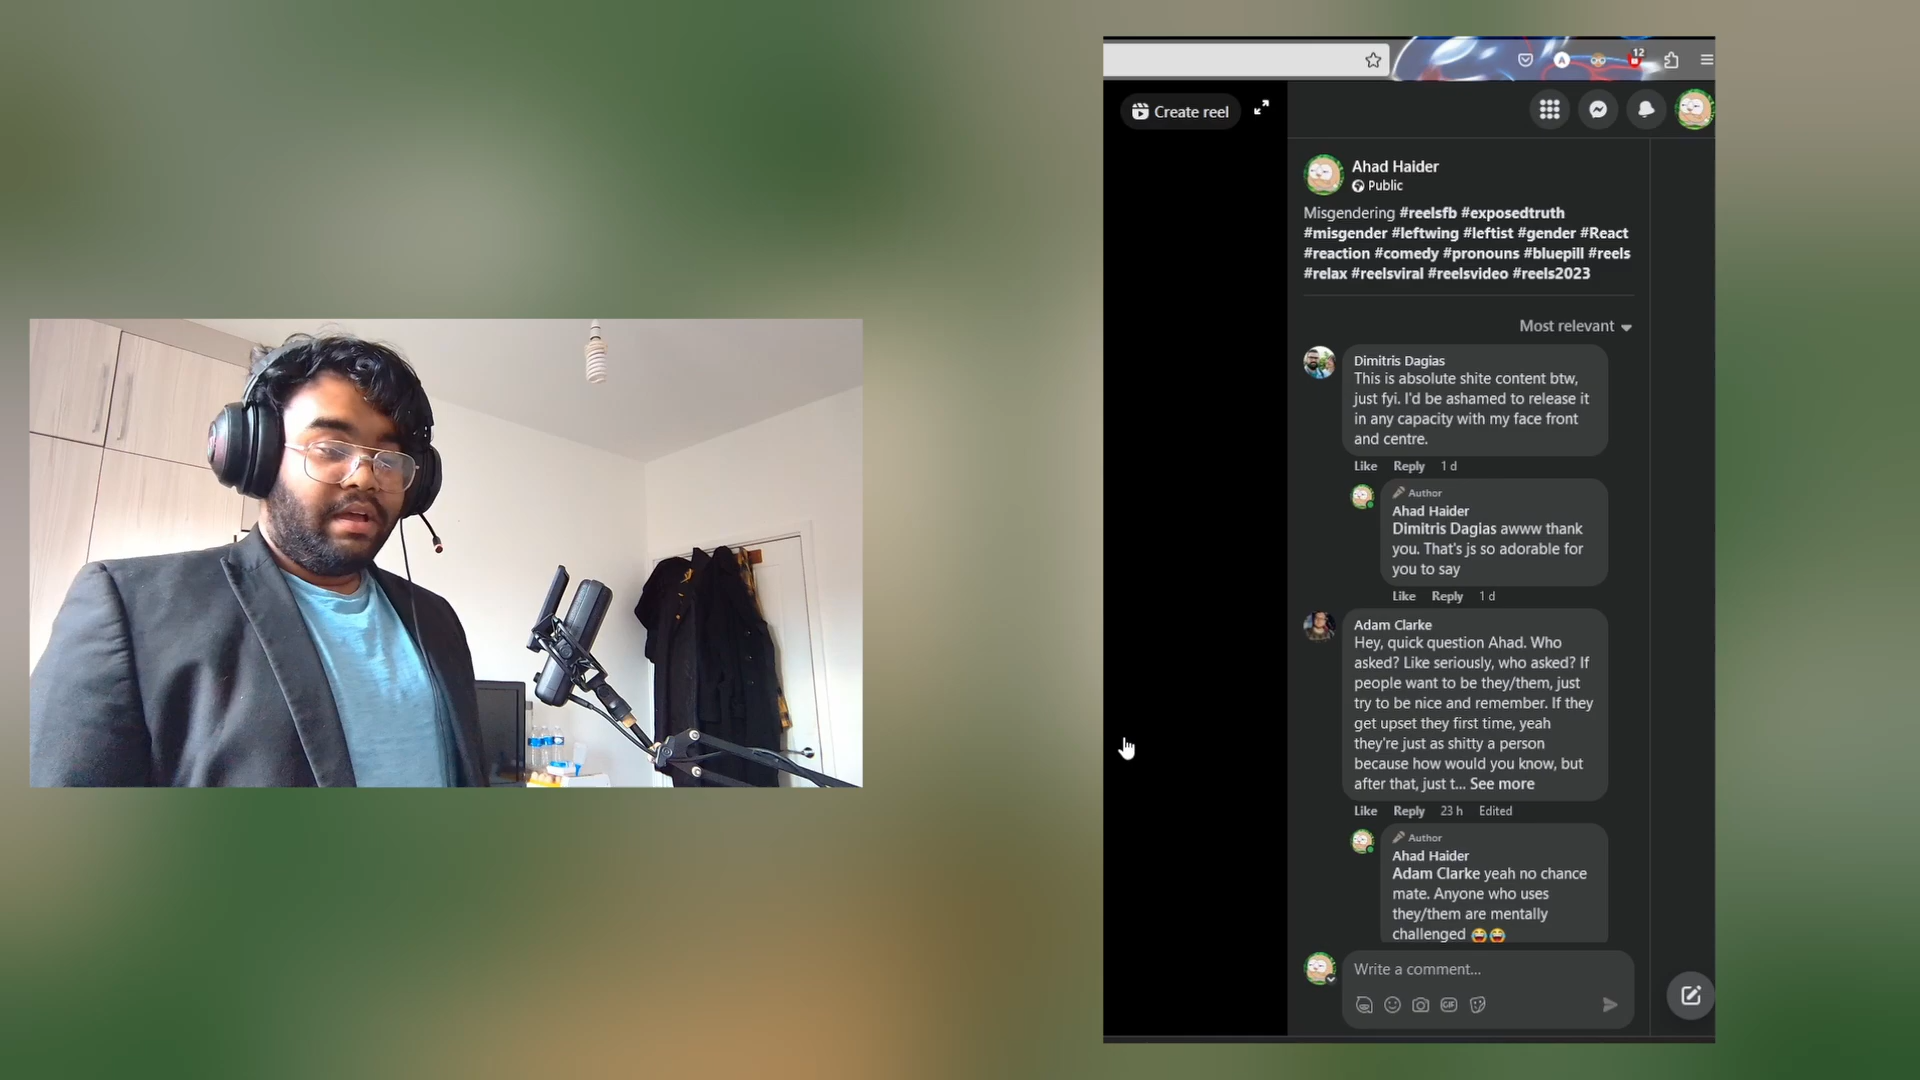 12
Create reel
Ahad Haider
Public
Misgendering #reelsfb #exposedtruth
#misgender #leftwing #leftist #gender #React
#reaction #comedy #pronouns #bluepill #reels
#relax #reelsviral #reelsvideo #reels2023
Most relevant
Dimitris Dagias
This is absolute shite content btw,
just fyi. I'd be ashamed to release it
in any capacity with my face front
and centre.
Like Reply 1 d
Author
Ahad Haider
Dimitris Dagias awww thank
you. That's js so adorable for
you to say
Like Reply 1 d
Adam Clarke
Hey, quick question Ahad. Who
asked? Like seriously, who asked? If
people want to be they/them, just
try to be nice and remember. If they
get upset they first time, yeah
they're just as shitty a person
because how would you know, but
after that, just t... See more
Like Reply 23 h Edited
Author
Ahad Haider
Adam Clarke yeah no chance
mate. Anyone who uses
they/them are mentally
challenged 😂😂
Write a comment...
GIF